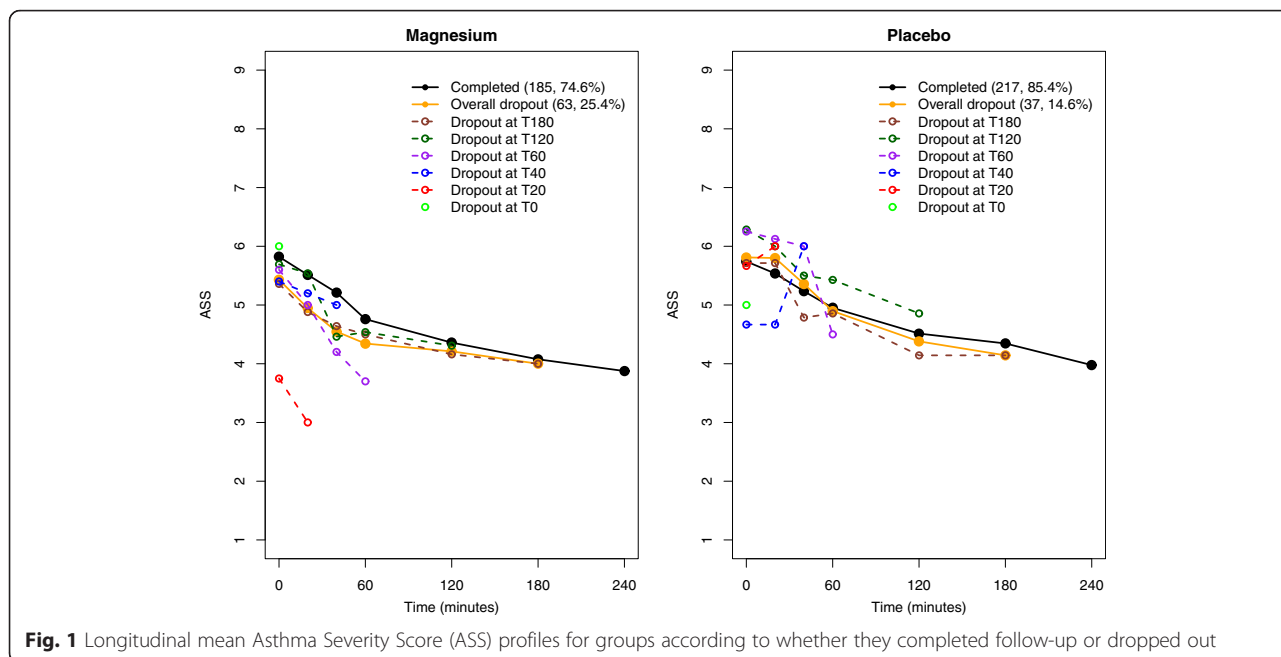 Magnesium
ASS
9
8
7
6
5
4
3
2
1
Completed (185, 74.6%)
Overall dropout (63, 25.4%)
Dropout at T180
Dropout at T120
Dropout at T60
Dropout at T40
Dropout at T20
Dropout at T0
0 60 120 180 240
Time (minutes)
Placebo
ASS
9
8
7
6
5
4
3
2
1
Completed (217, 85.4%)
Overall dropout (37, 14.6%)
Dropout at T180
Dropout at T120
Dropout at T60
Dropout at T40
Dropout at T20
Dropout at T0
0 60 120 180 240
Time (minutes)
Fig. 1 Longitudinal mean Asthma Severity Score (ASS) profiles for groups according to whether they completed follow-up or dropped out